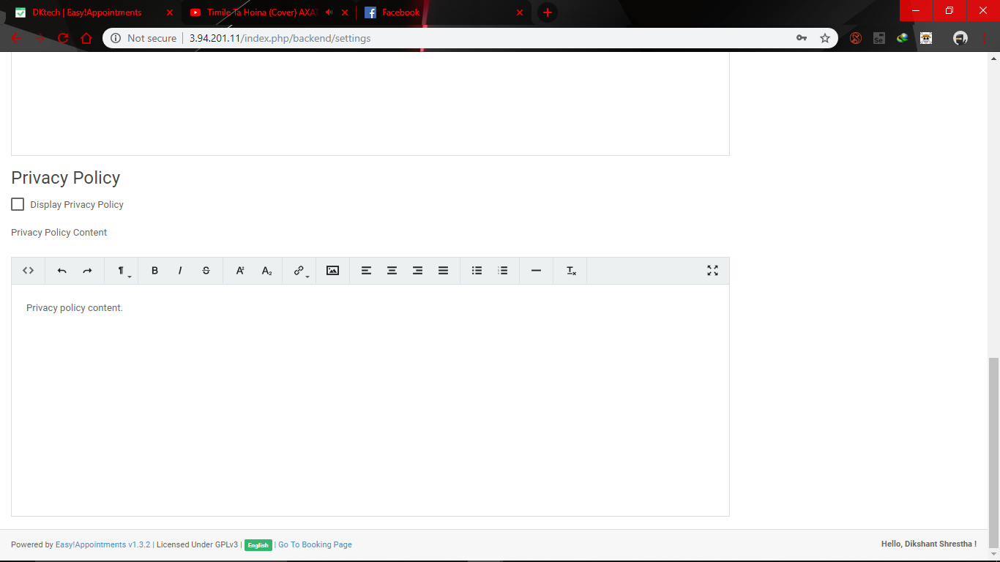 DKtech | Easy!Appointments
Timile Ta Hoina (Cover) AXAT
Facebook
Not secure | 3.94.201.11/index.php/backend/settings
Se
Privacy Policy
Display Privacy Policy
Privacy Policy Content
Privacy policy content.
Powered by Easy!Appointments v1.3.2 | Licensed Under GPLv3 | English | Go To Booking Page
Hello, Dikshant Shrestha !